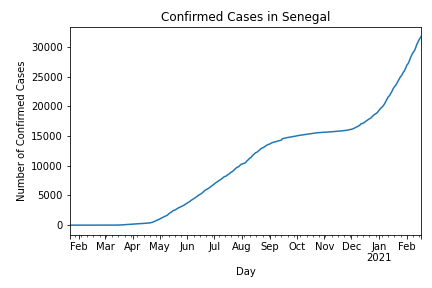 Confirmed Cases in Senegal
Number of Confirmed Cases
30000
25000
20000
15000
10000
5000
0
Feb Mar Apr May Jun Jul Aug Sep Oct Nov Dec Jan Feb
2021
Day